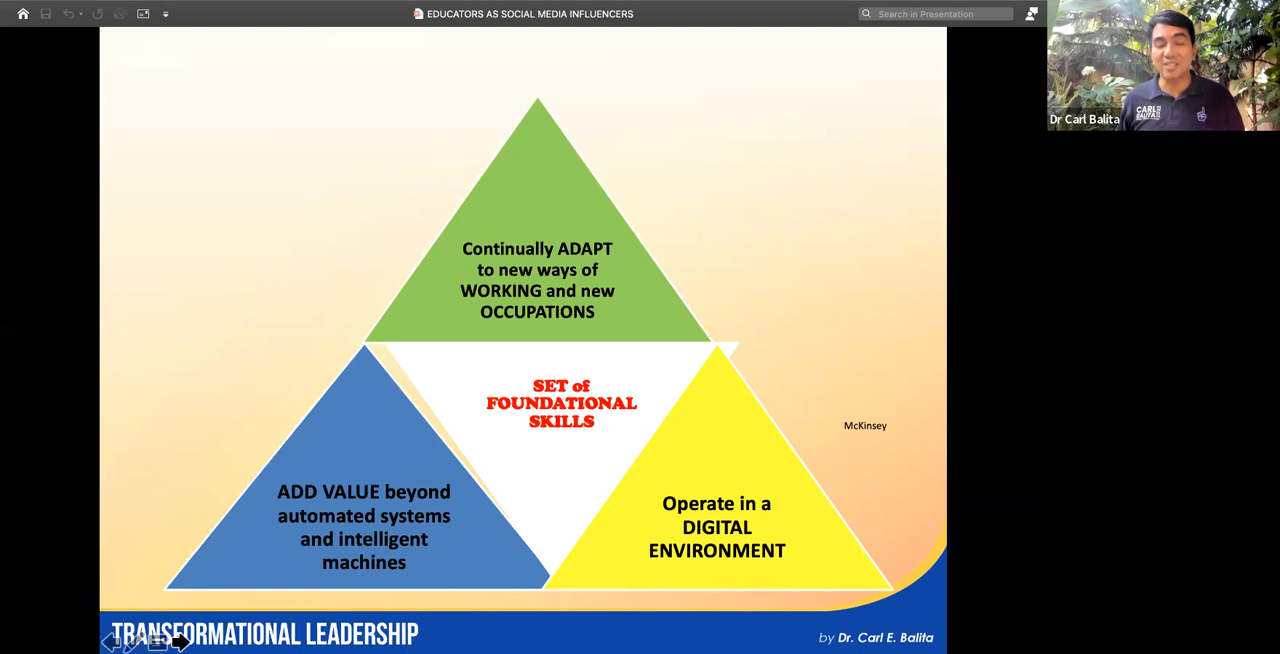 EDUCATORS AS SOCIAL MEDIA INFLUENCERS
Search in Presentation
CARL
BALITA
Dr Carl Balita
Continually ADAPT
to new ways of
WORKING and new
OCCUPATIONS
SET of
FOUNDATIONAL
SKILLS
McKinsey
ADD VALUE beyond
automated systems
and intelligent
machines
Operate in a
DIGITAL
ENVIRONMENT
TRANSFORMATIONAL LEADERSHIP
by Dr. Carl E. Balita